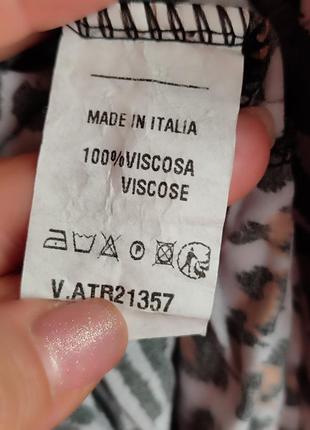 MADE IN ITALIA
100%VISCOSA
VISCOSE
V.ATR21357